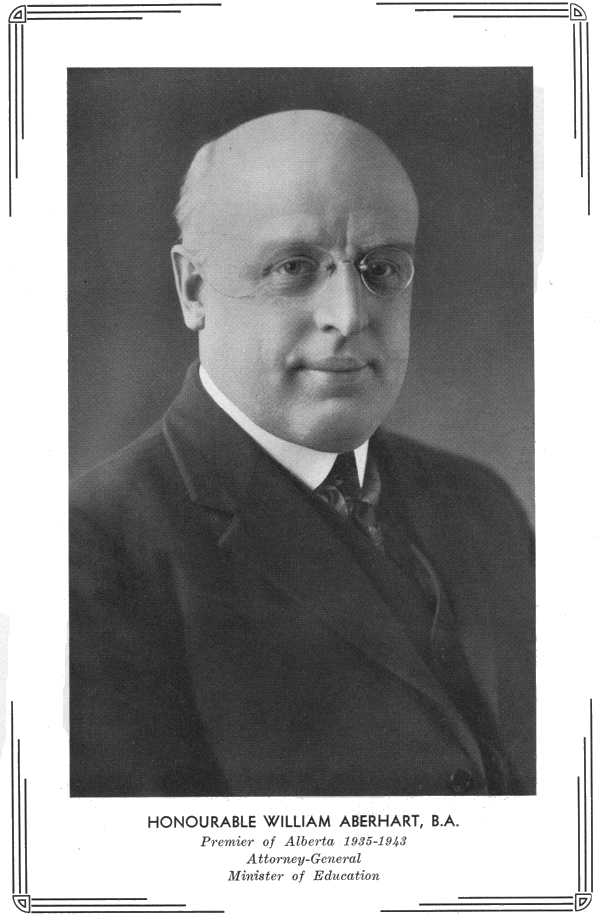 HONOURABLE WILLIAM ABERHART, B.A.
Premier of Alberta 1935-1943
Attorney-General
Minister of Education